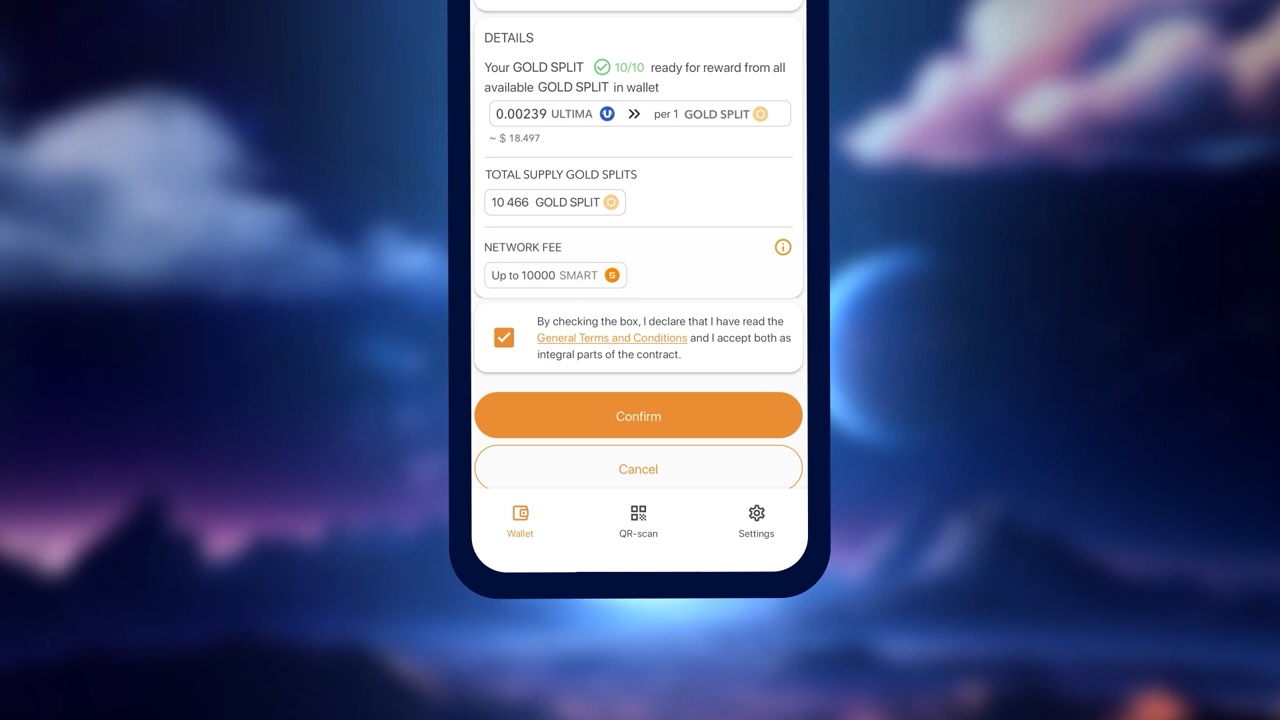 DETAILS
Your GOLD SPLIT 10/10 ready for reward from all
available GOLD SPLIT in wallet
0.00239 ULTIMA per 1 GOLD SPLIT
~ $ 18.497
TOTAL SUPPLY GOLD SPLITS
10 466 GOLD SPLIT
NETWORK FEE
Up to 10000 SMART
By checking the box, I declare that I have read the
General Terms and Conditions and I accept both as
integral parts of the contract.
Confirm
Cancel
Wallet QR-scan Settings